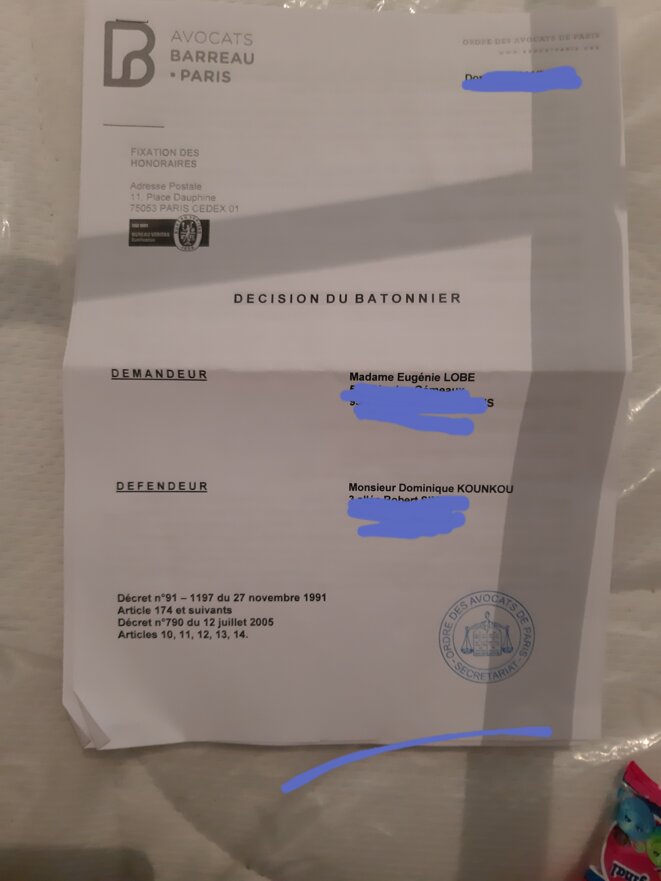 AVOCATS
BARREAU
• PARIS
ORDRE DES AVOCATS DE PARIS
FIXATION DES
HONORAIRES
Adresse Postale
11, Place Dauphine
75053 PARIS CEDEX 01
BUREAU VERITAS
Certification
DECISION DU BATONNIER
DEMANDEUR
Madame Eugénie LOBE
DEFENDEUR
Monsieur Dominique KOUNKOU
Décret n°91 – 1197 du 27 novembre 1991
Article 174 et suivants
Décret n°790 du 12 juillet 2005
Articles 10, 11, 12, 13, 14.
ORDRE DES AVOCATS DE PARIS
- SECRETARIAT -